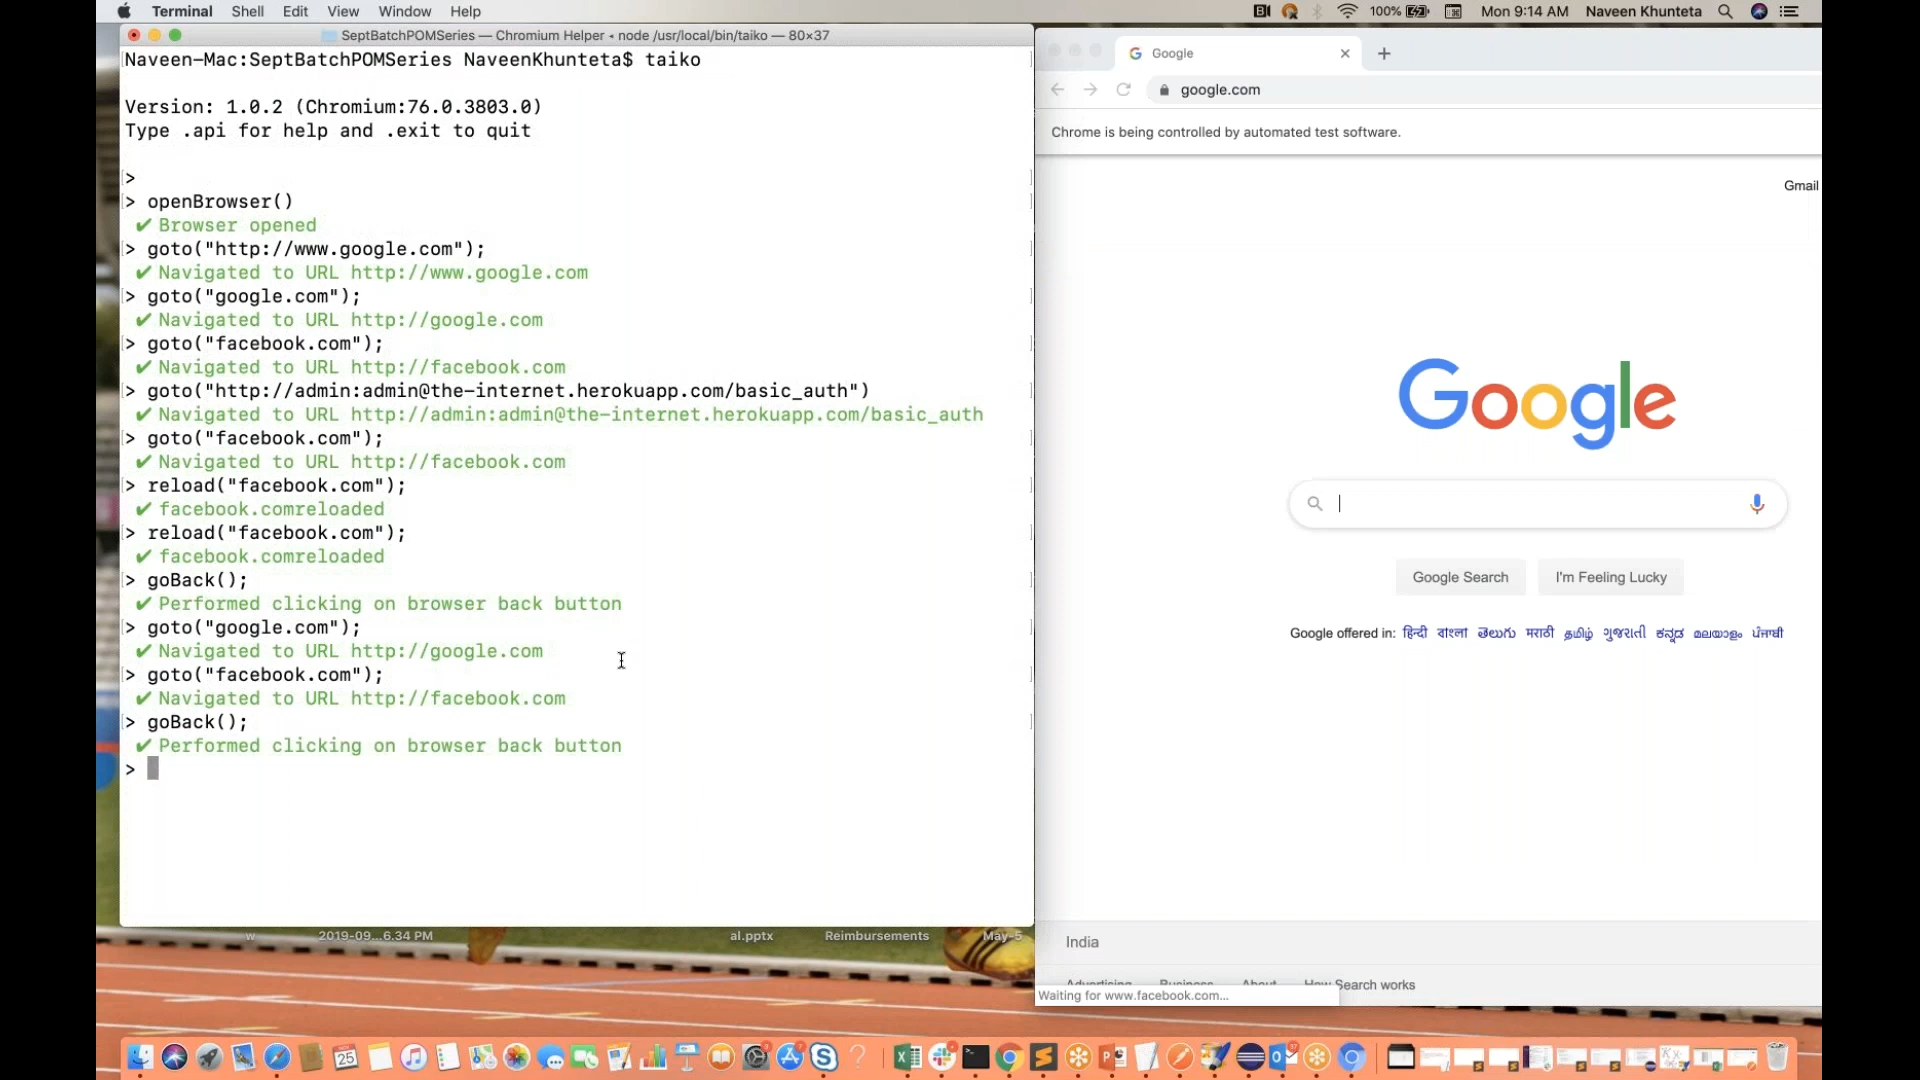 Terminal Shell Edit View Window Help
100% Mon 9:14 AM Naveen Khunteta
SeptBatchPOMSeries — Chromium Helper ◂ node /usr/local/bin/taiko — 80×37
Naveen-Mac:SeptBatchPOMSeries NaveenKhunteta$ taiko
Version: 1.0.2 (Chromium:76.0.3803.0)
Type .api for help and .exit to quit
>
> openBrowser()
✔ Browser opened
> goto("http://www.google.com");
✔ Navigated to URL http://www.google.com
> goto("google.com");
✔ Navigated to URL http://google.com
> goto("facebook.com");
✔ Navigated to URL http://facebook.com
> goto("http://admin:admin@the-internet.herokuapp.com/basic_auth")
✔ Navigated to URL http://admin:admin@the-internet.herokuapp.com/basic_auth
> goto("facebook.com");
✔ Navigated to URL http://facebook.com
> reload("facebook.com");
✔ facebook.comreloaded
> reload("facebook.com");
✔ facebook.comreloaded
> goBack();
✔ Performed clicking on browser back button
> goto("google.com");
✔ Navigated to URL http://google.com
> goto("facebook.com");
✔ Navigated to URL http://facebook.com
> goBack();
✔ Performed clicking on browser back button
>
w 2019-09...6.34 PM al.pptx Reimbursements May-5
Google
google.com
Chrome is being controlled by automated test software.
Gmail
Google
Google Search I'm Feeling Lucky
Google offered in: हिन्दी বাংলা తెలుగు मराठी தமிழ் ગુજરાતી ಕನ್ನಡ മലയാളം ਪੰਜਾਬੀ
India
Advertising Business About How Search works
Waiting for www.facebook.com...